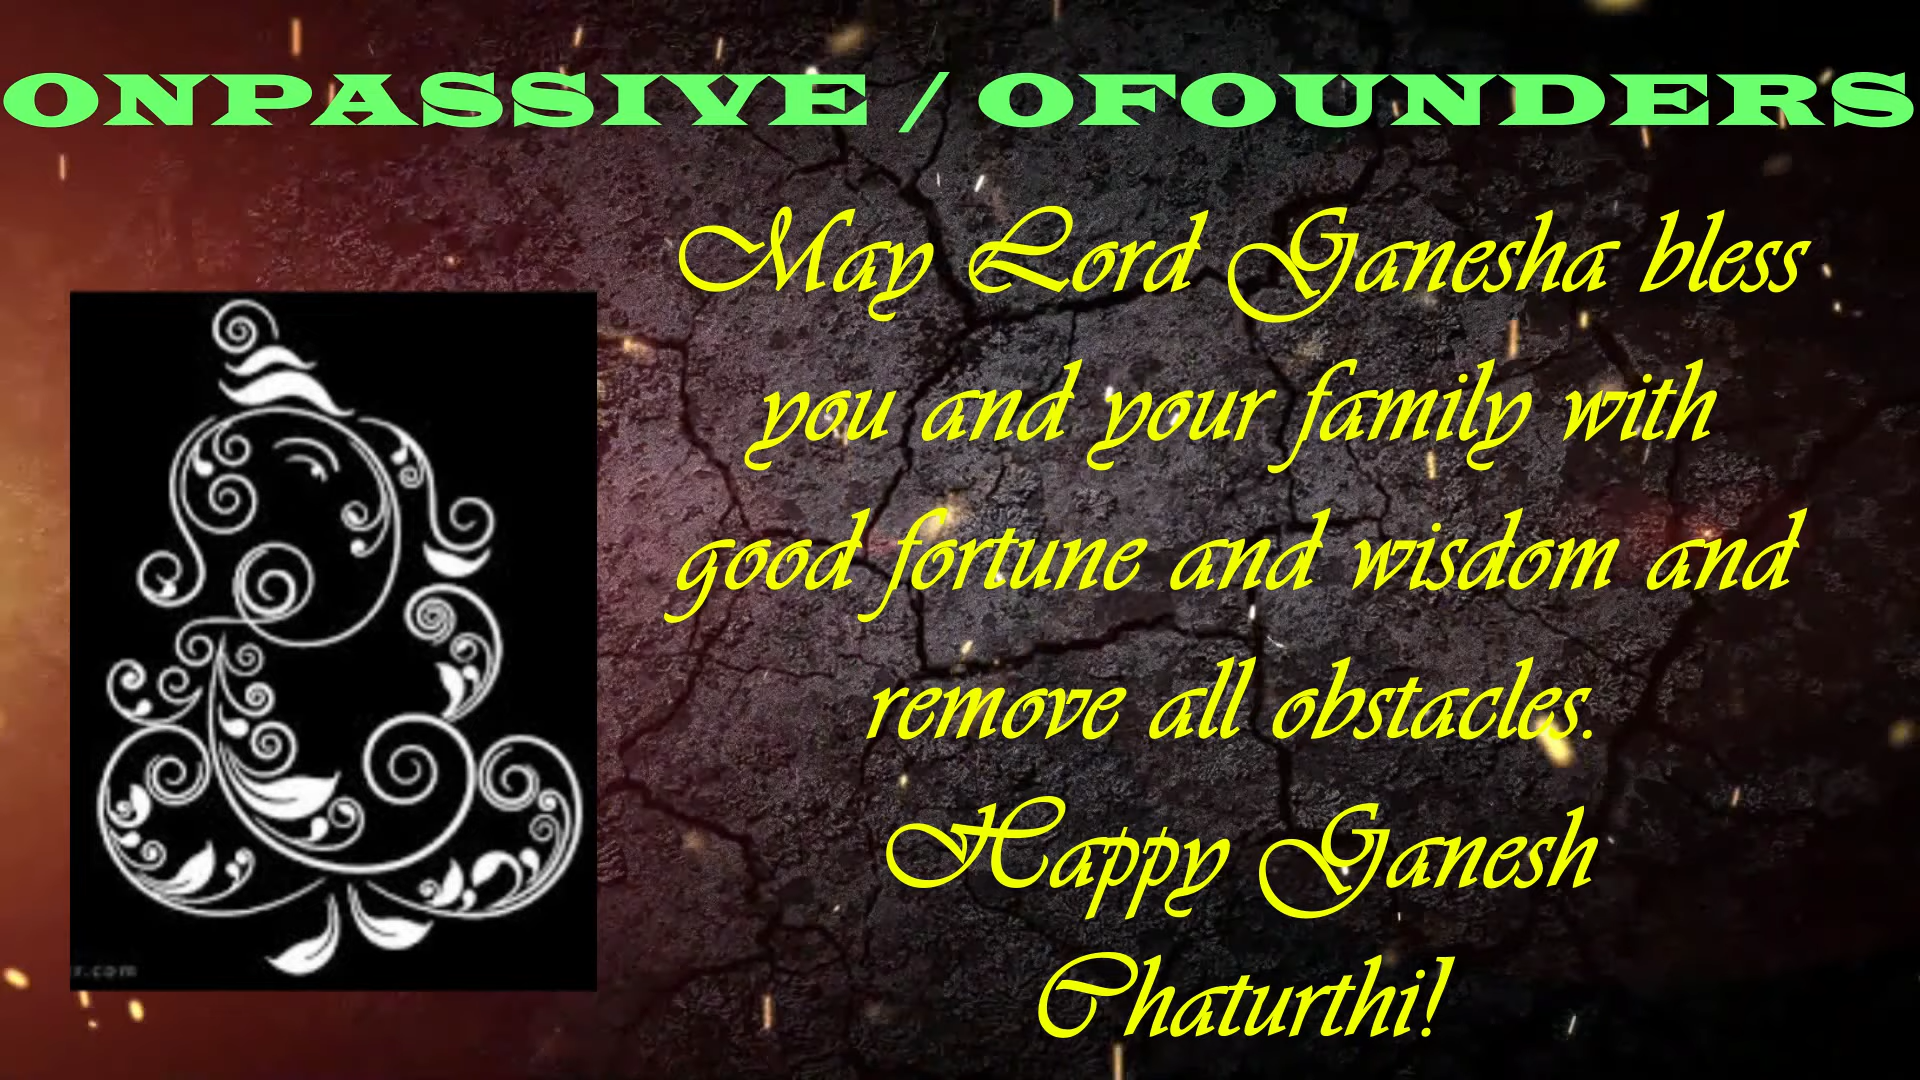 ONPASSIVE / OFOUNDERS
May Lord Ganesha bless
you and your family with
good fortune and wisdom and
remove all obstacles.
Happy Ganesh
Chaturthi!
r.com